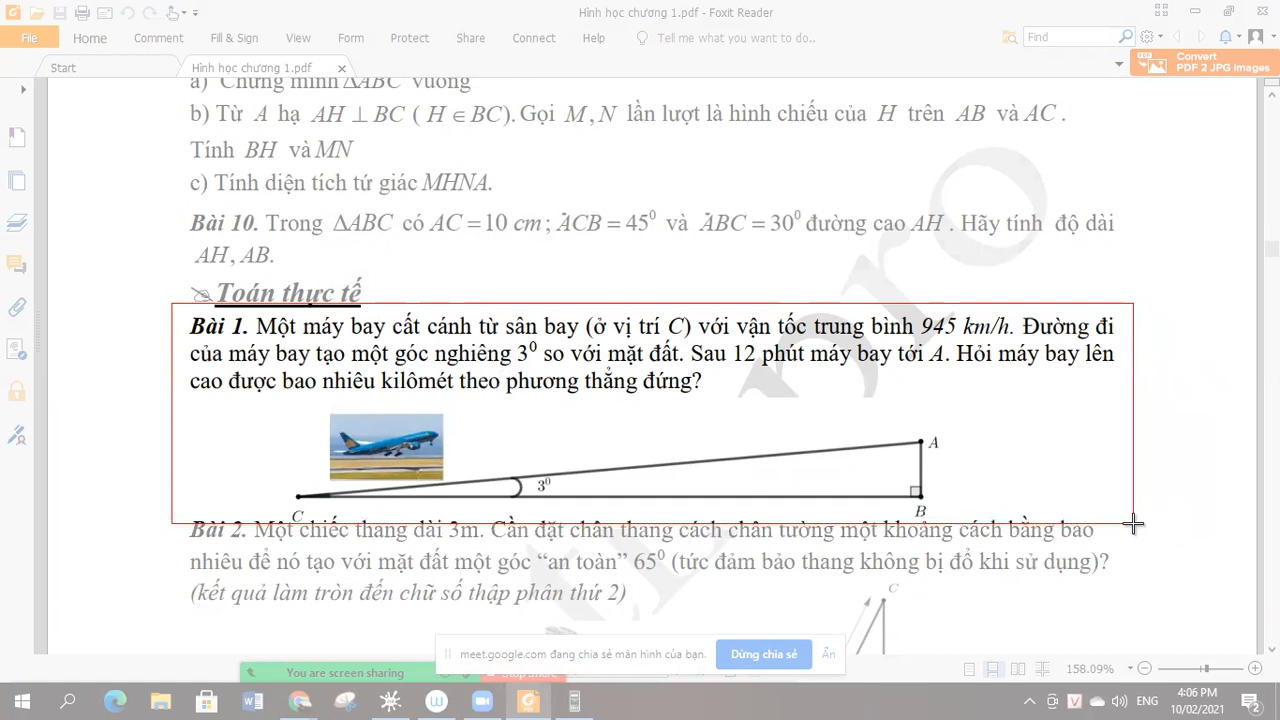 Hình học chương 1.pdf - Foxit Reader
File Home Comment Fill & Sign View Form Protect Share Connect Help Tell me what you want to do.. Find
Start Hình học chương 1.pdf × Convert
PDF 2 JPG Images
a) Chứng minh ΔABC vuông
b) Từ A hạ AH ⊥ BC ( H ∈ BC). Gọi M , N lần lượt là hình chiếu của H trên AB và AC .
Tính BH và MN
c) Tính diện tích tứ giác MHNA.
Bài 10. Trong ΔABC có AC = 10 cm ; ACB = 45⁰ và ABC = 30⁰ đường cao AH . Hãy tính độ dài
AH , AB.
Toán thực tế
Bài 1. Một máy bay cất cánh từ sân bay (ở vị trí C) với vận tốc trung bình 945 km/h. Đường đi
của máy bay tạo một góc nghiêng 3⁰ so với mặt đất. Sau 12 phút máy bay tới A. Hỏi máy bay lên
cao được bao nhiêu kilômét theo phương thẳng đứng?
A
3⁰
C B
Bài 2. Một chiếc thang dài 3m. Cần đặt chân thang cách chân tường một khoảng cách bằng bao
nhiêu để nó tạo với mặt đất một góc “an toàn” 65⁰ (tức đảm bảo thang không bị đổ khi sử dụng)?
(kết quả làm tròn đến chữ số thập phân thứ 2)
C
meet.google.com đang chia sẻ màn hình của bạn. Dừng chia sẻ Ẩn
You are screen sharing Stop Share 158.09%
ENG 4:06 PM
10/02/2021 2